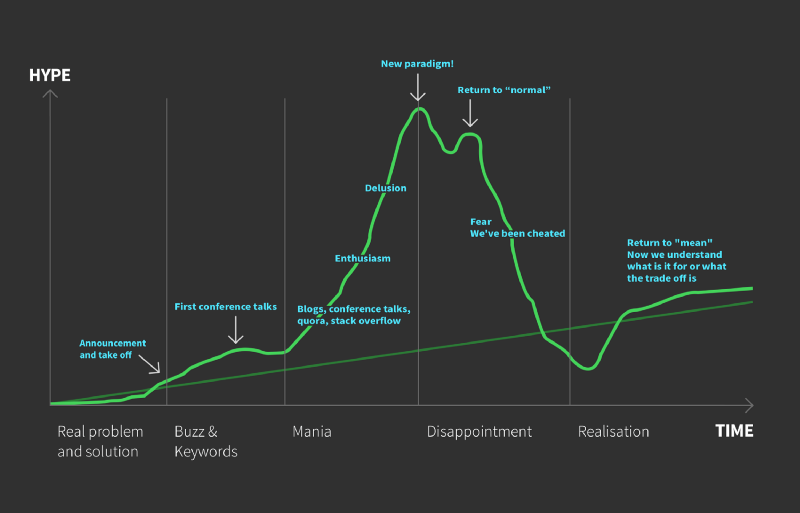 HYPE
New paradigm!
Return to “normal”
Delusion
Fear
We've been cheated
Enthusiasm
Return to "mean"
Now we understand
what is it for or what
the trade off is
First conference talks
Blogs, conference talks,
quora, stack overflow
Announcement
and take off
Real problem
and solution
Buzz &
Keywords
Mania
Disappointment
Realisation
TIME